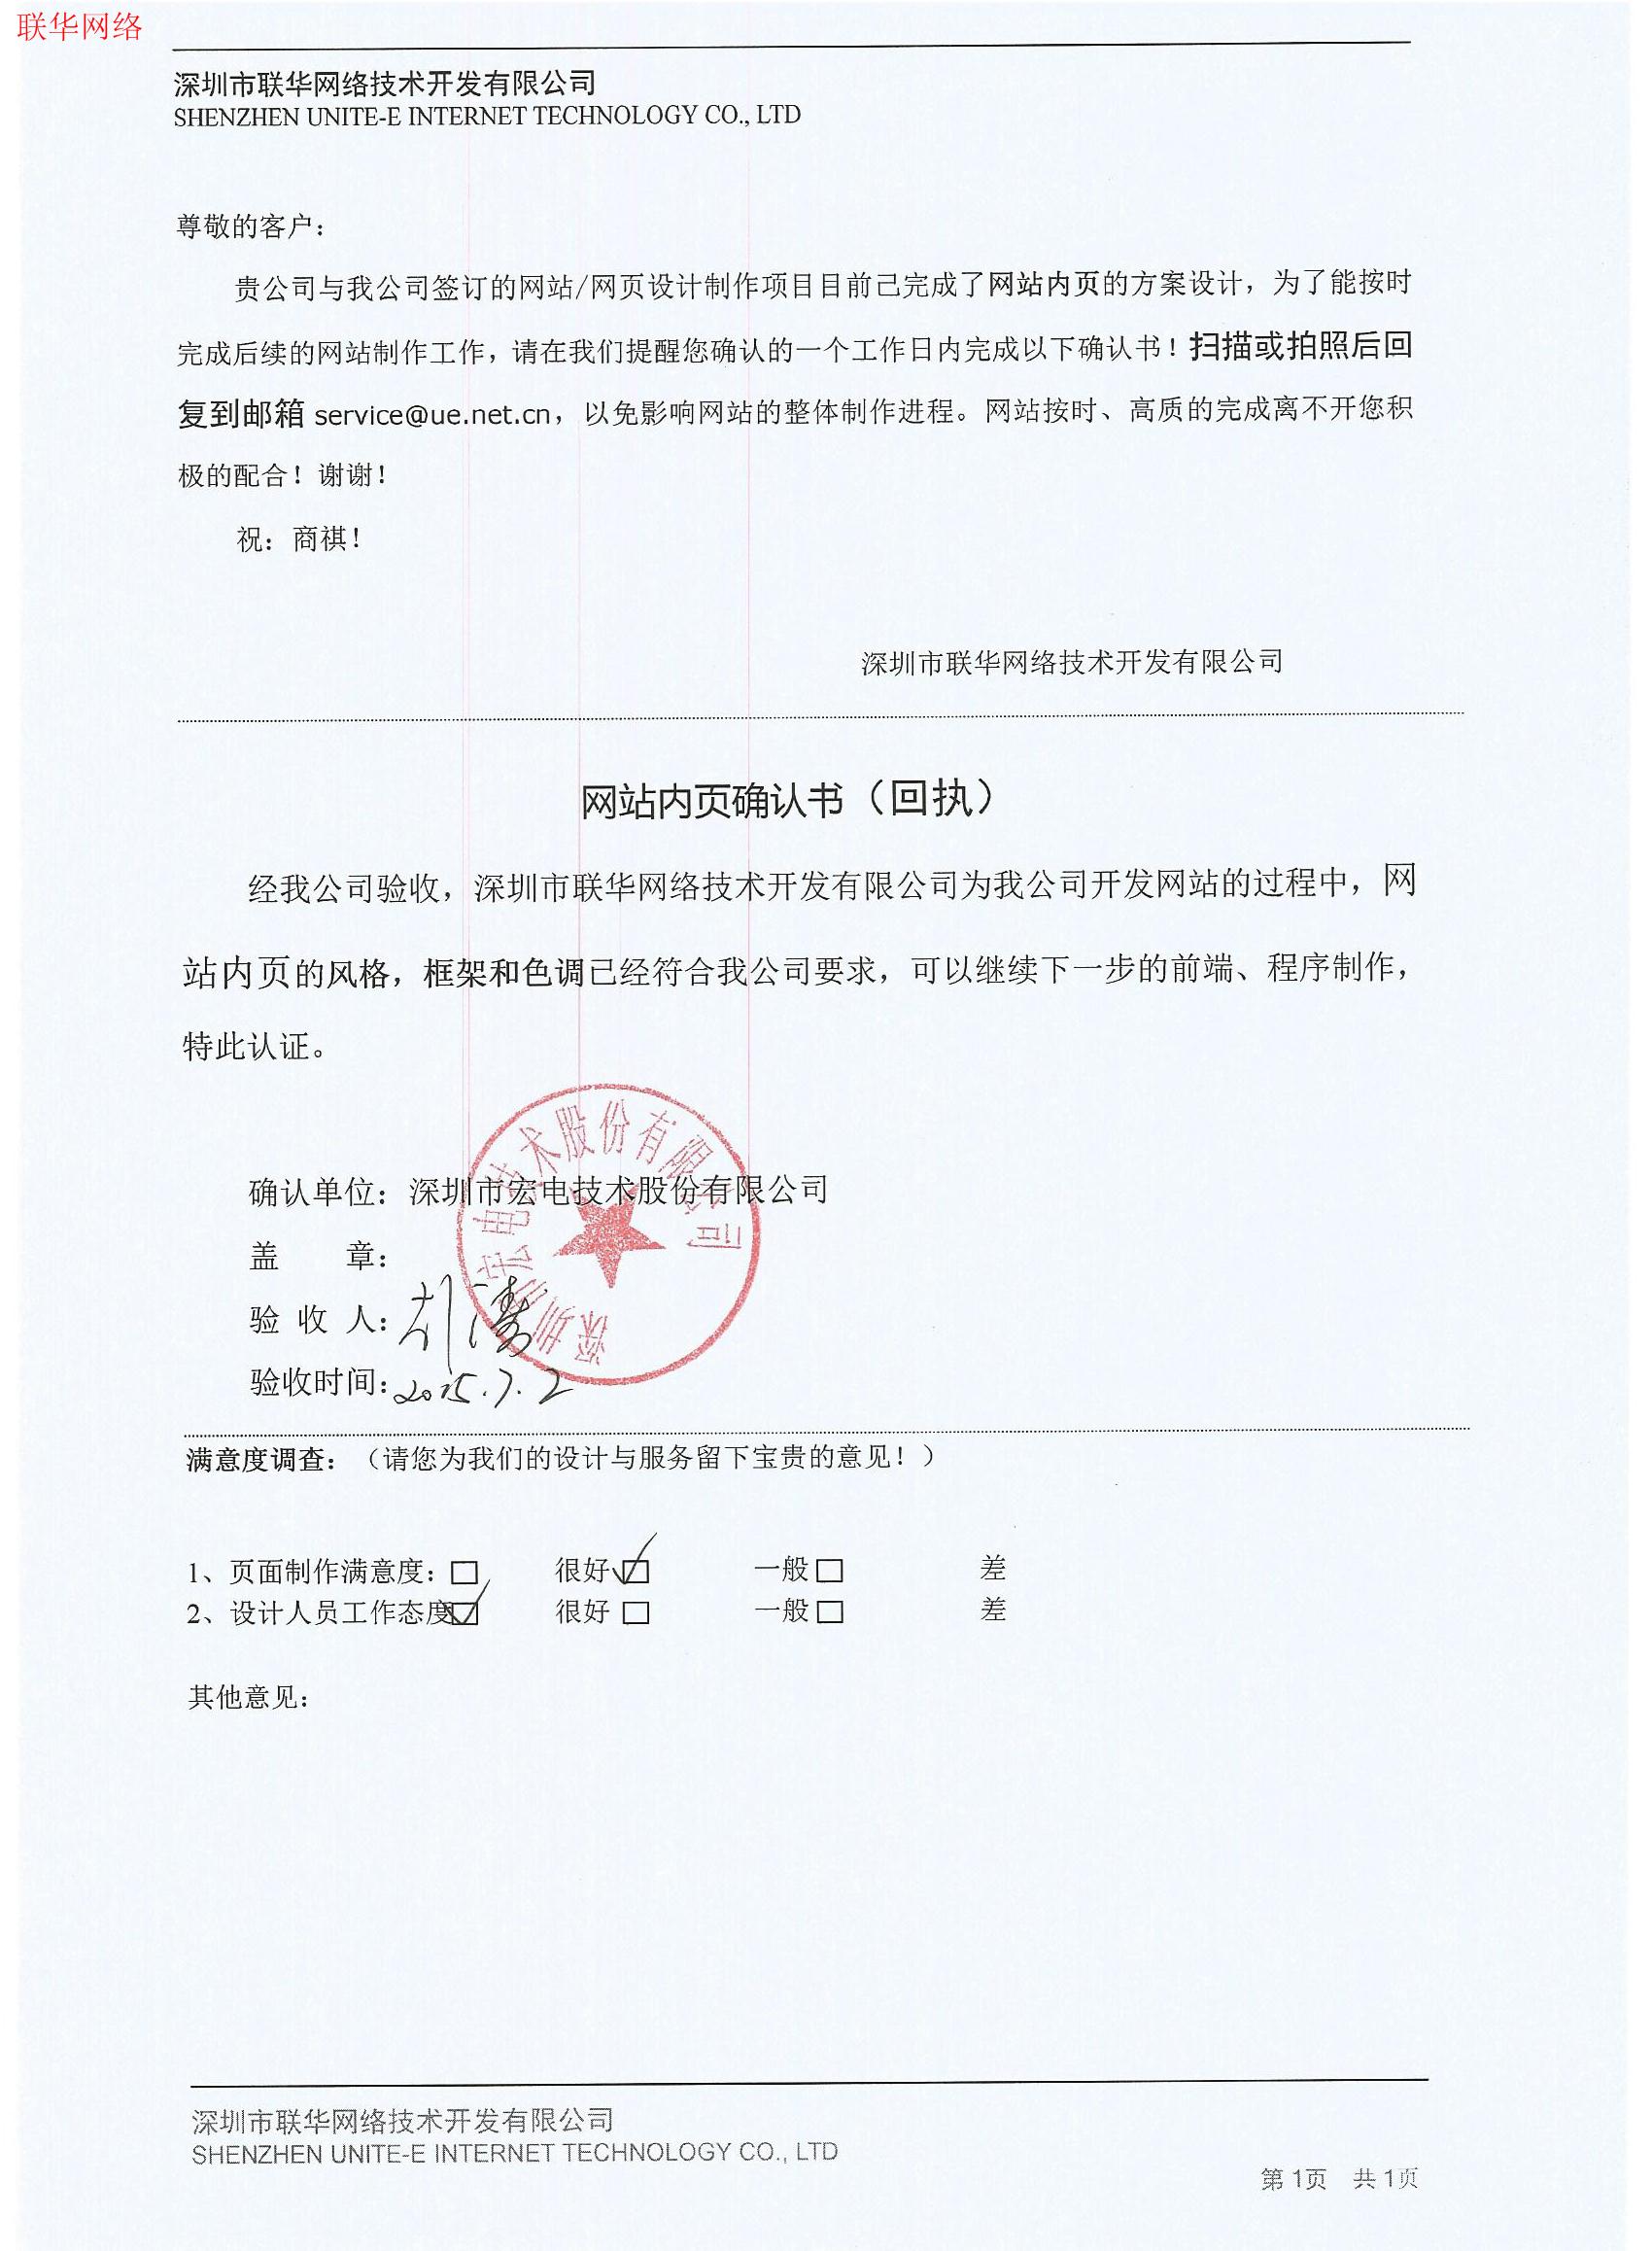 联华网络
深圳市联华网络技术开发有限公司
SHENZHEN UNITE-E INTERNET TECHNOLOGY CO., LTD
尊敬的客户：
贵公司与我公司签订的网站/网页设计制作项目目前己完成了网站内页的方案设计，为了能按时
完成后续的网站制作工作，请在我们提醒您确认的一个工作日内完成以下确认书！扫描或拍照后回
复到邮箱 service@ue.net.cn，以免影响网站的整体制作进程。网站按时、高质的完成离不开您积
极的配合！谢谢！
祝：商祺！
深圳市联华网络技术开发有限公司
网站内页确认书（回执）
经我公司验收，深圳市联华网络技术开发有限公司为我公司开发网站的过程中，网
站内页的风格，框架和色调已经符合我公司要求，可以继续下一步的前端、程序制作，
特此认证。
深圳市宏电技术股份有限公司
确认单位：深圳市宏电技术股份有限公司
盖 章：
验 收 人：
验收时间：2015.7.2
满意度调查：（请您为我们的设计与服务留下宝贵的意见！）
1、页面制作满意度：□ 很好☑ 一般□ 差
2、设计人员工作态度☑ 很好□ 一般□ 差
其他意见：
深圳市联华网络技术开发有限公司
SHENZHEN UNITE-E INTERNET TECHNOLOGY CO., LTD
第 1页 共 1页